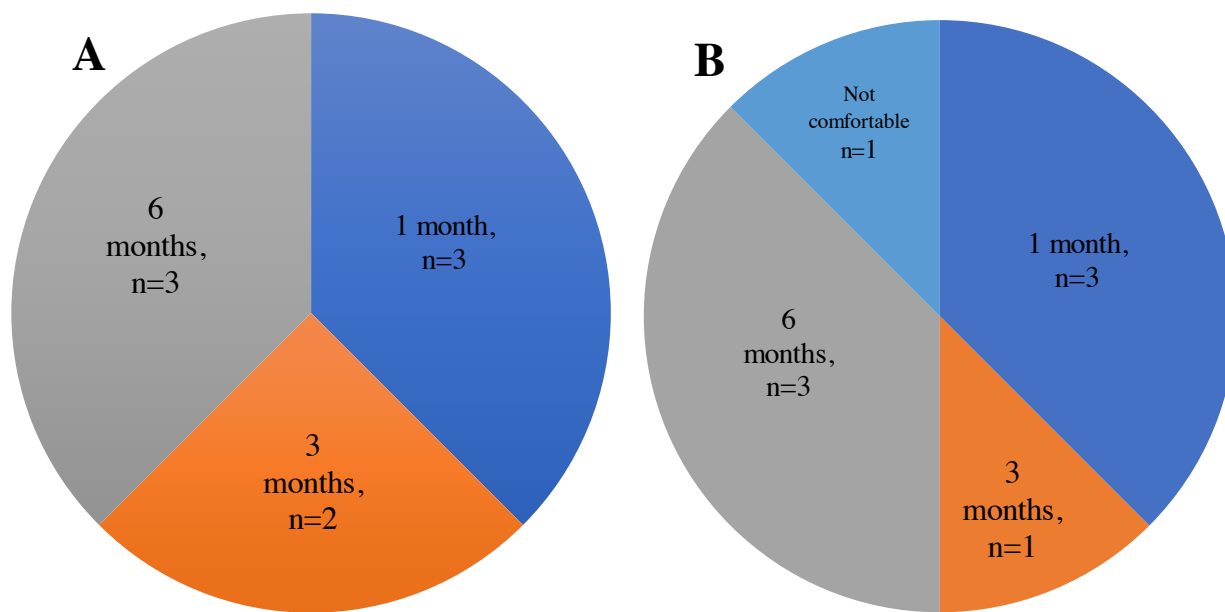 A
1 month,
n=3
3
months,
n=2
6
months,
n=3
B
Not
comfortable
n=1
1 month,
n=3
3
months,
n=1
6
months,
n=3